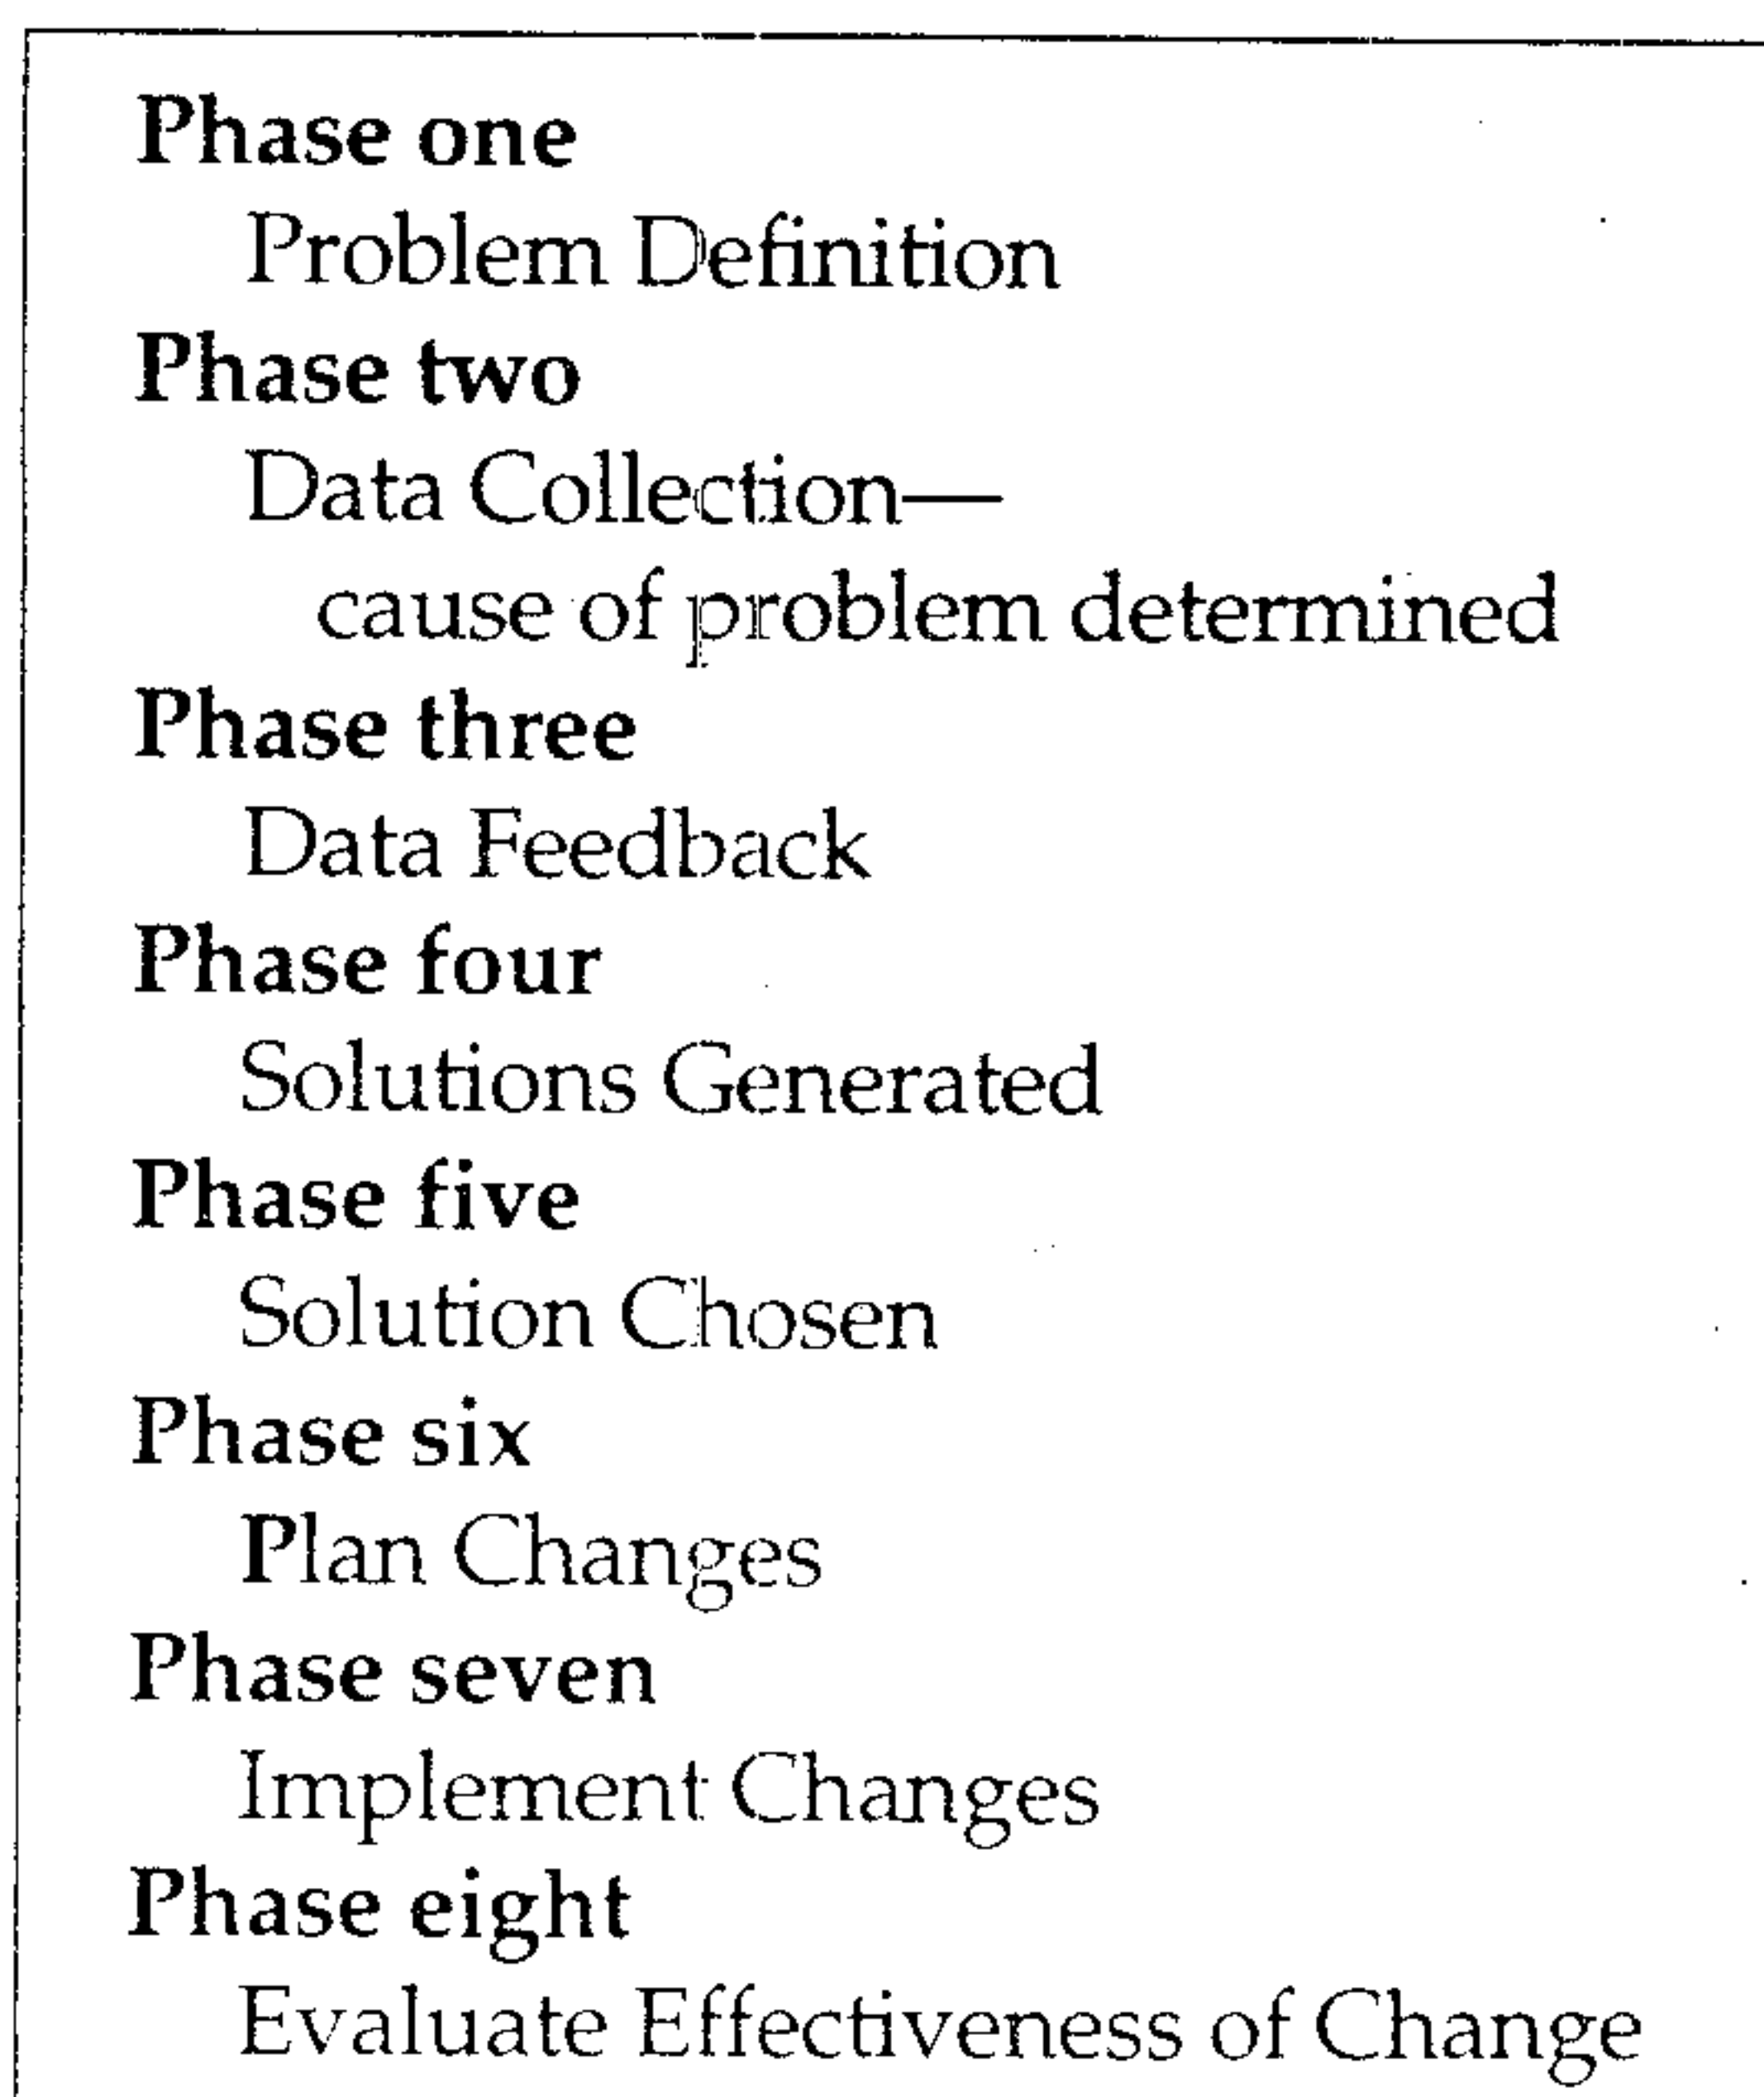 Phase one
Problem Definition
Phase two
Data Collection—
cause of problem determined
Phase three
Data Feedback
Phase four
Solutions Generated
Phase five
Solution Chosen
Phase six
Plan Changes
Phase seven
Implement Changes
Phase eight
Evaluate Effectiveness of Change